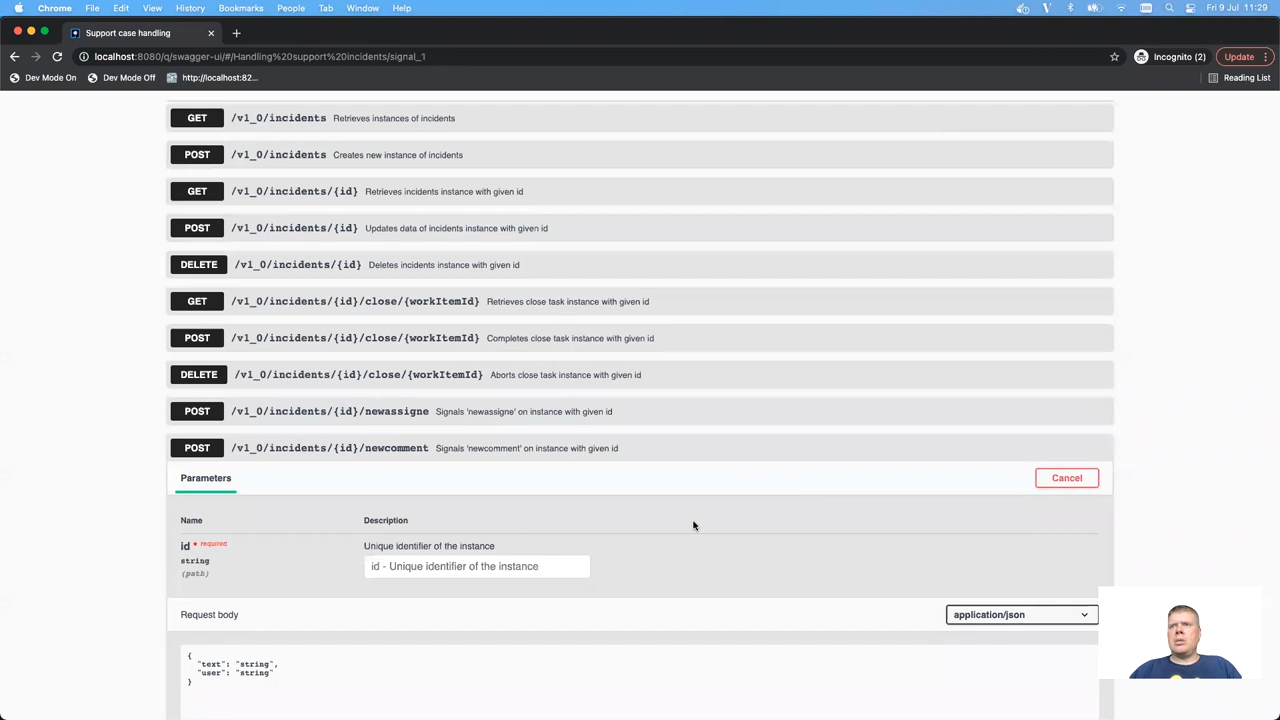 Chrome File Edit View History Bookmarks People Tab Window Help Fri 9 Jul 11:29
Support case handling
localhost:8080/q/swagger-ui/#/Handling%20support%20incidents/signal_1 Incognito (2) Update
Dev Mode On Dev Mode Off http://localhost:82... Reading List
GET /v1_0/incidents Retrieves instances of incidents
POST /v1_0/incidents Creates new instance of incidents
GET /v1_0/incidents/{id} Retrieves incidents instance with given id
POST /v1_0/incidents/{id} Updates data of incidents instance with given id
DELETE /v1_0/incidents/{id} Deletes incidents instance with given id
GET /v1_0/incidents/{id}/close/{workItemId} Retrieves close task instance with given id
POST /v1_0/incidents/{id}/close/{workItemId} Completes close task instance with given id
DELETE /v1_0/incidents/{id}/close/{workItemId} Aborts close task instance with given id
POST /v1_0/incidents/{id}/newassigne Signals 'newassigne' on instance with given id
POST /v1_0/incidents/{id}/newcomment Signals 'newcomment' on instance with given id
Parameters Cancel
Name Description
id * required Unique identifier of the instance
string id - Unique identifier of the instance
(path)
Request body application/json
{
"text": "string",
"user": "string"
}